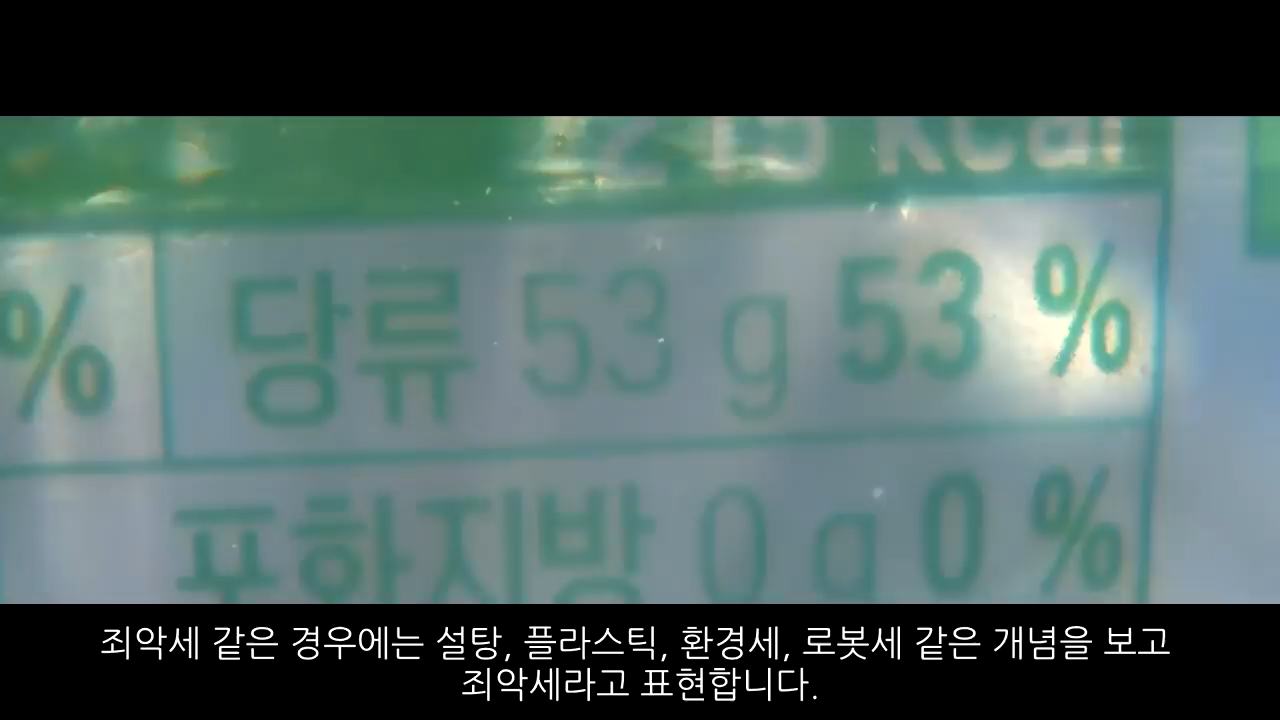 215 kcal
% 당류 53 g 53 %
포화지방 0 g 0 %
죄악세 같은 경우에는 설탕, 플라스틱, 환경세, 로봇세 같은 개념을 보고
죄악세라고 표현합니다.